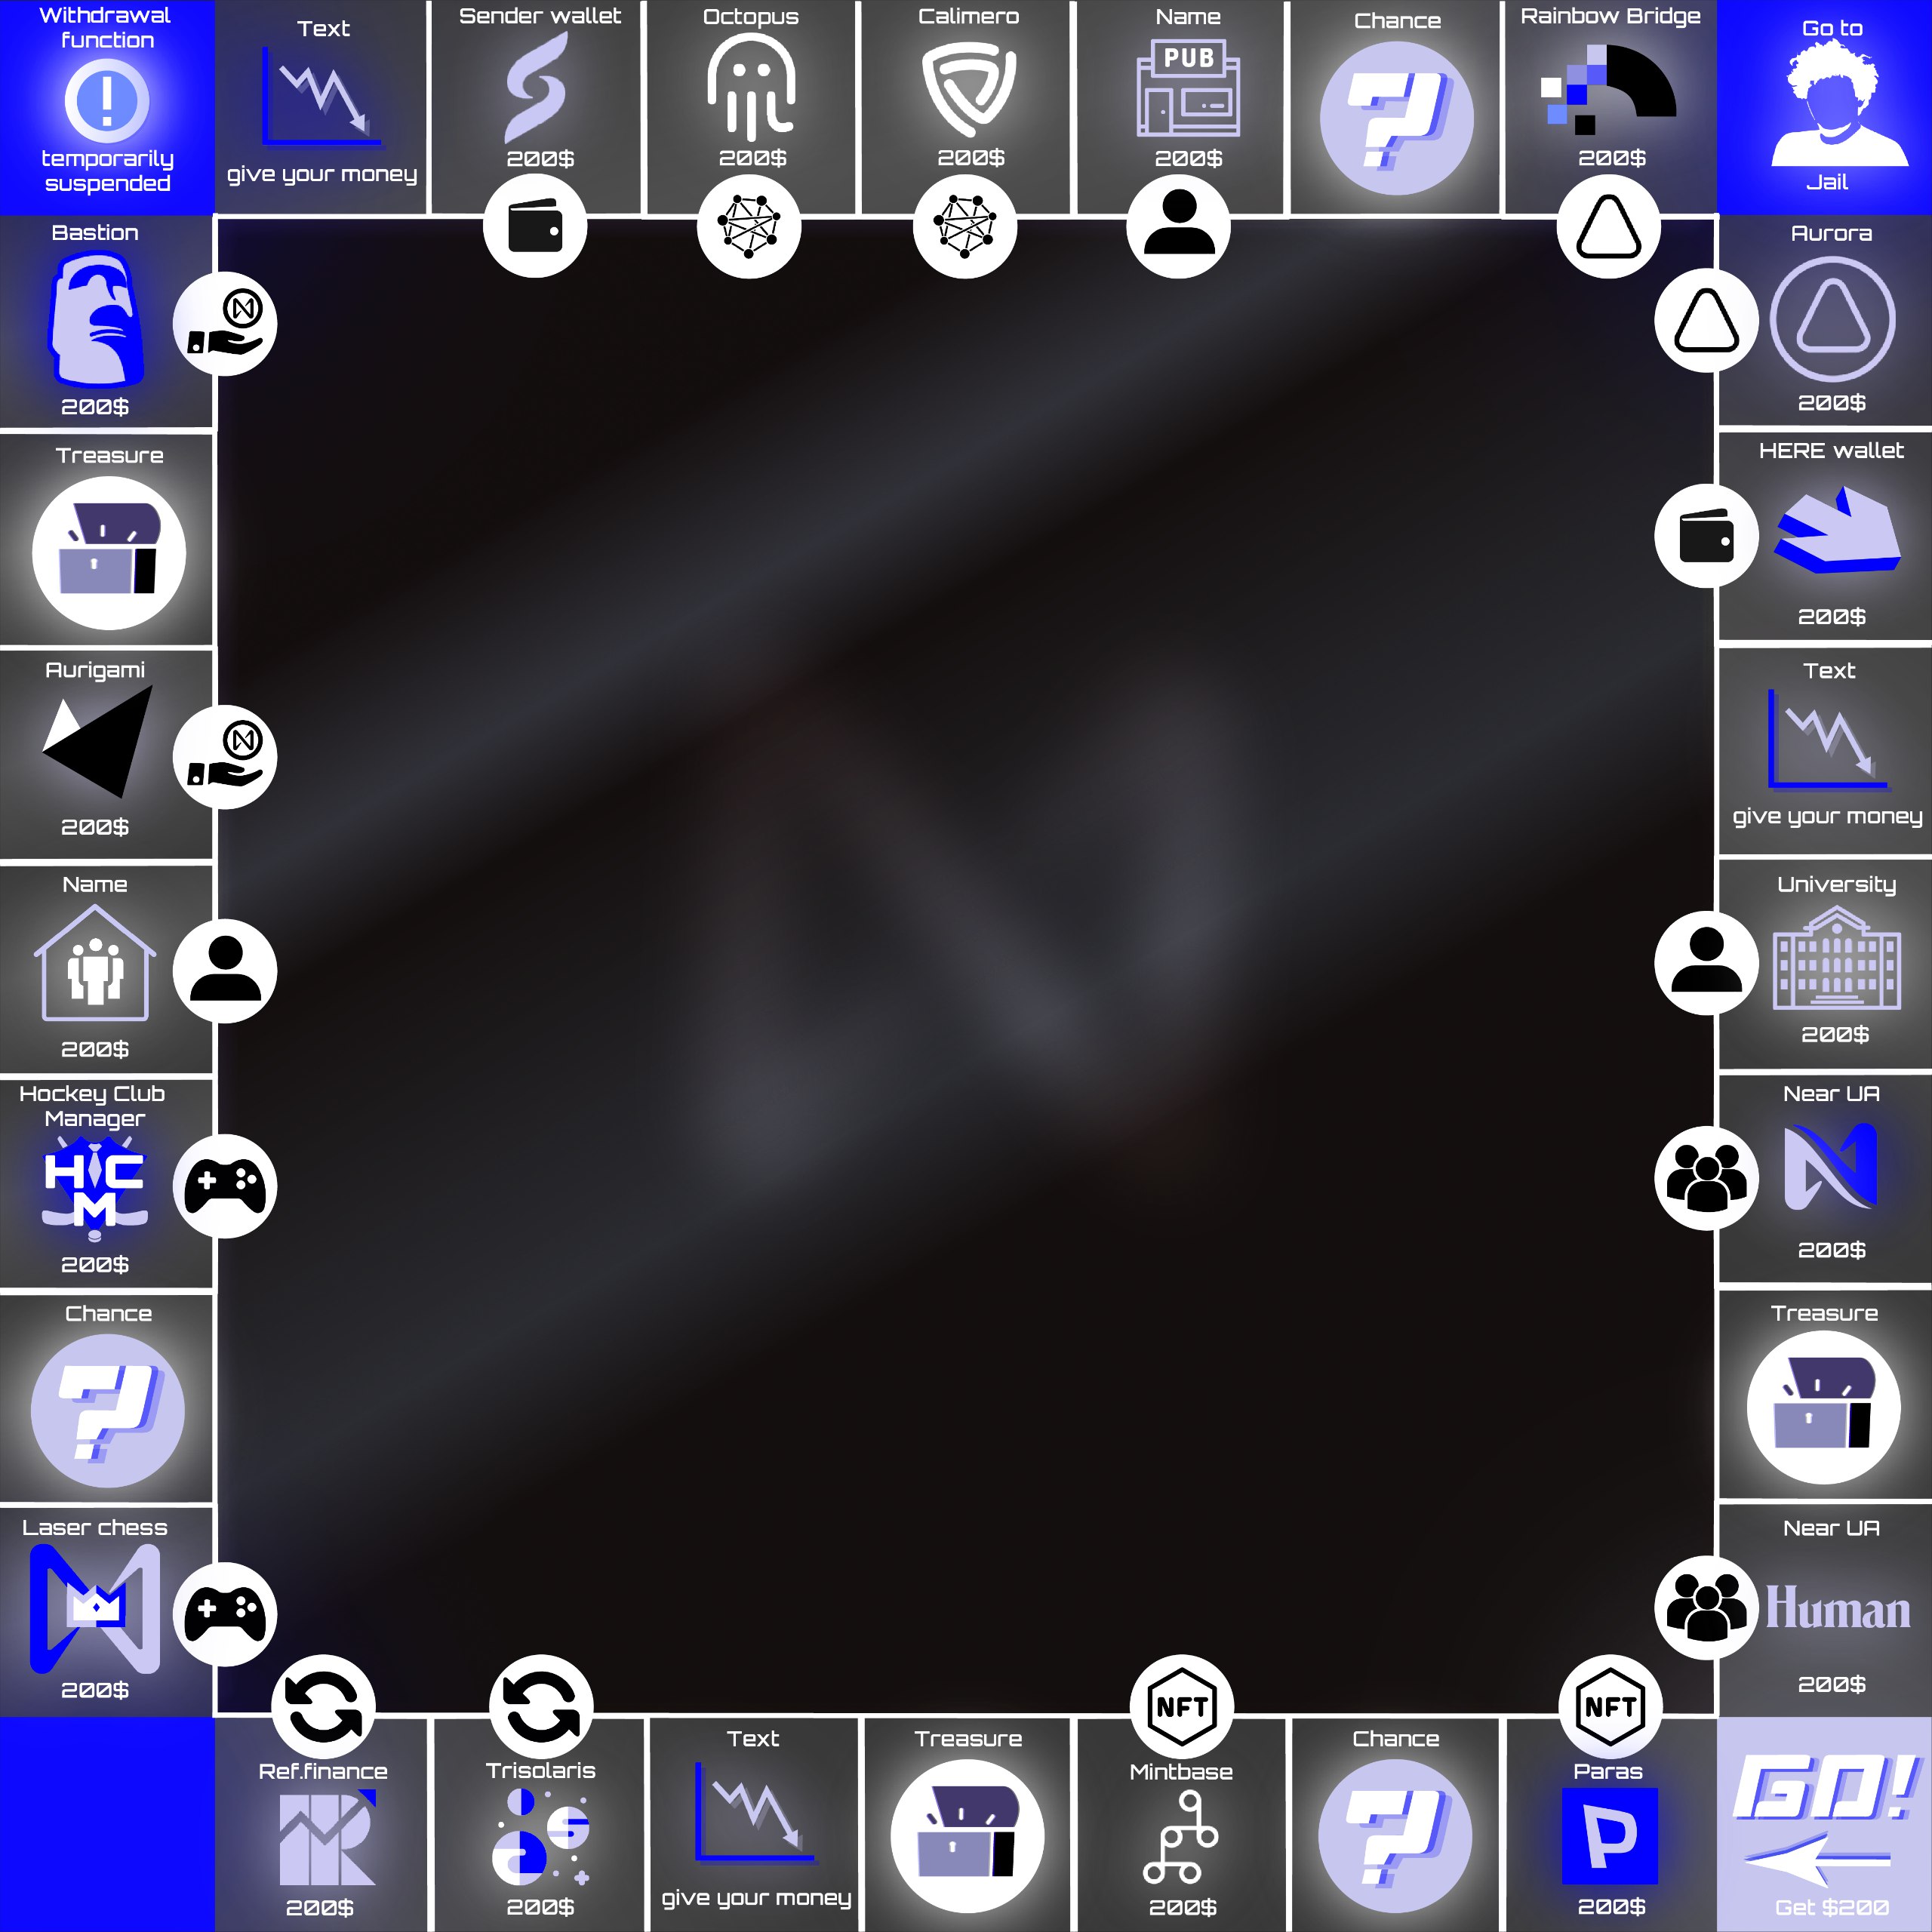 Withdrawal
function
temporarily
suspended
Text
give your money
Sender wallet
200$
Octopus
200$
Calimero
200$
Name
PUB
200$
Chance
?
Rainbow Bridge
200$
Go to
Jail
Aurora
200$
HERE wallet
200$
Text
give your money
University
200$
Near UA
200$
Treasure
Near UA
Human
200$
GO!
Get $200
Paras
NFT
P
200$
Chance
?
Mintbase
NFT
200$
Treasure
Text
give your money
Trisolaris
200$
Ref.finance
200$
Laser chess
200$
Chance
?
Hockey Club
Manager
HC
M
200$
Name
200$
Aurigami
200$
Treasure
Bastion
200$